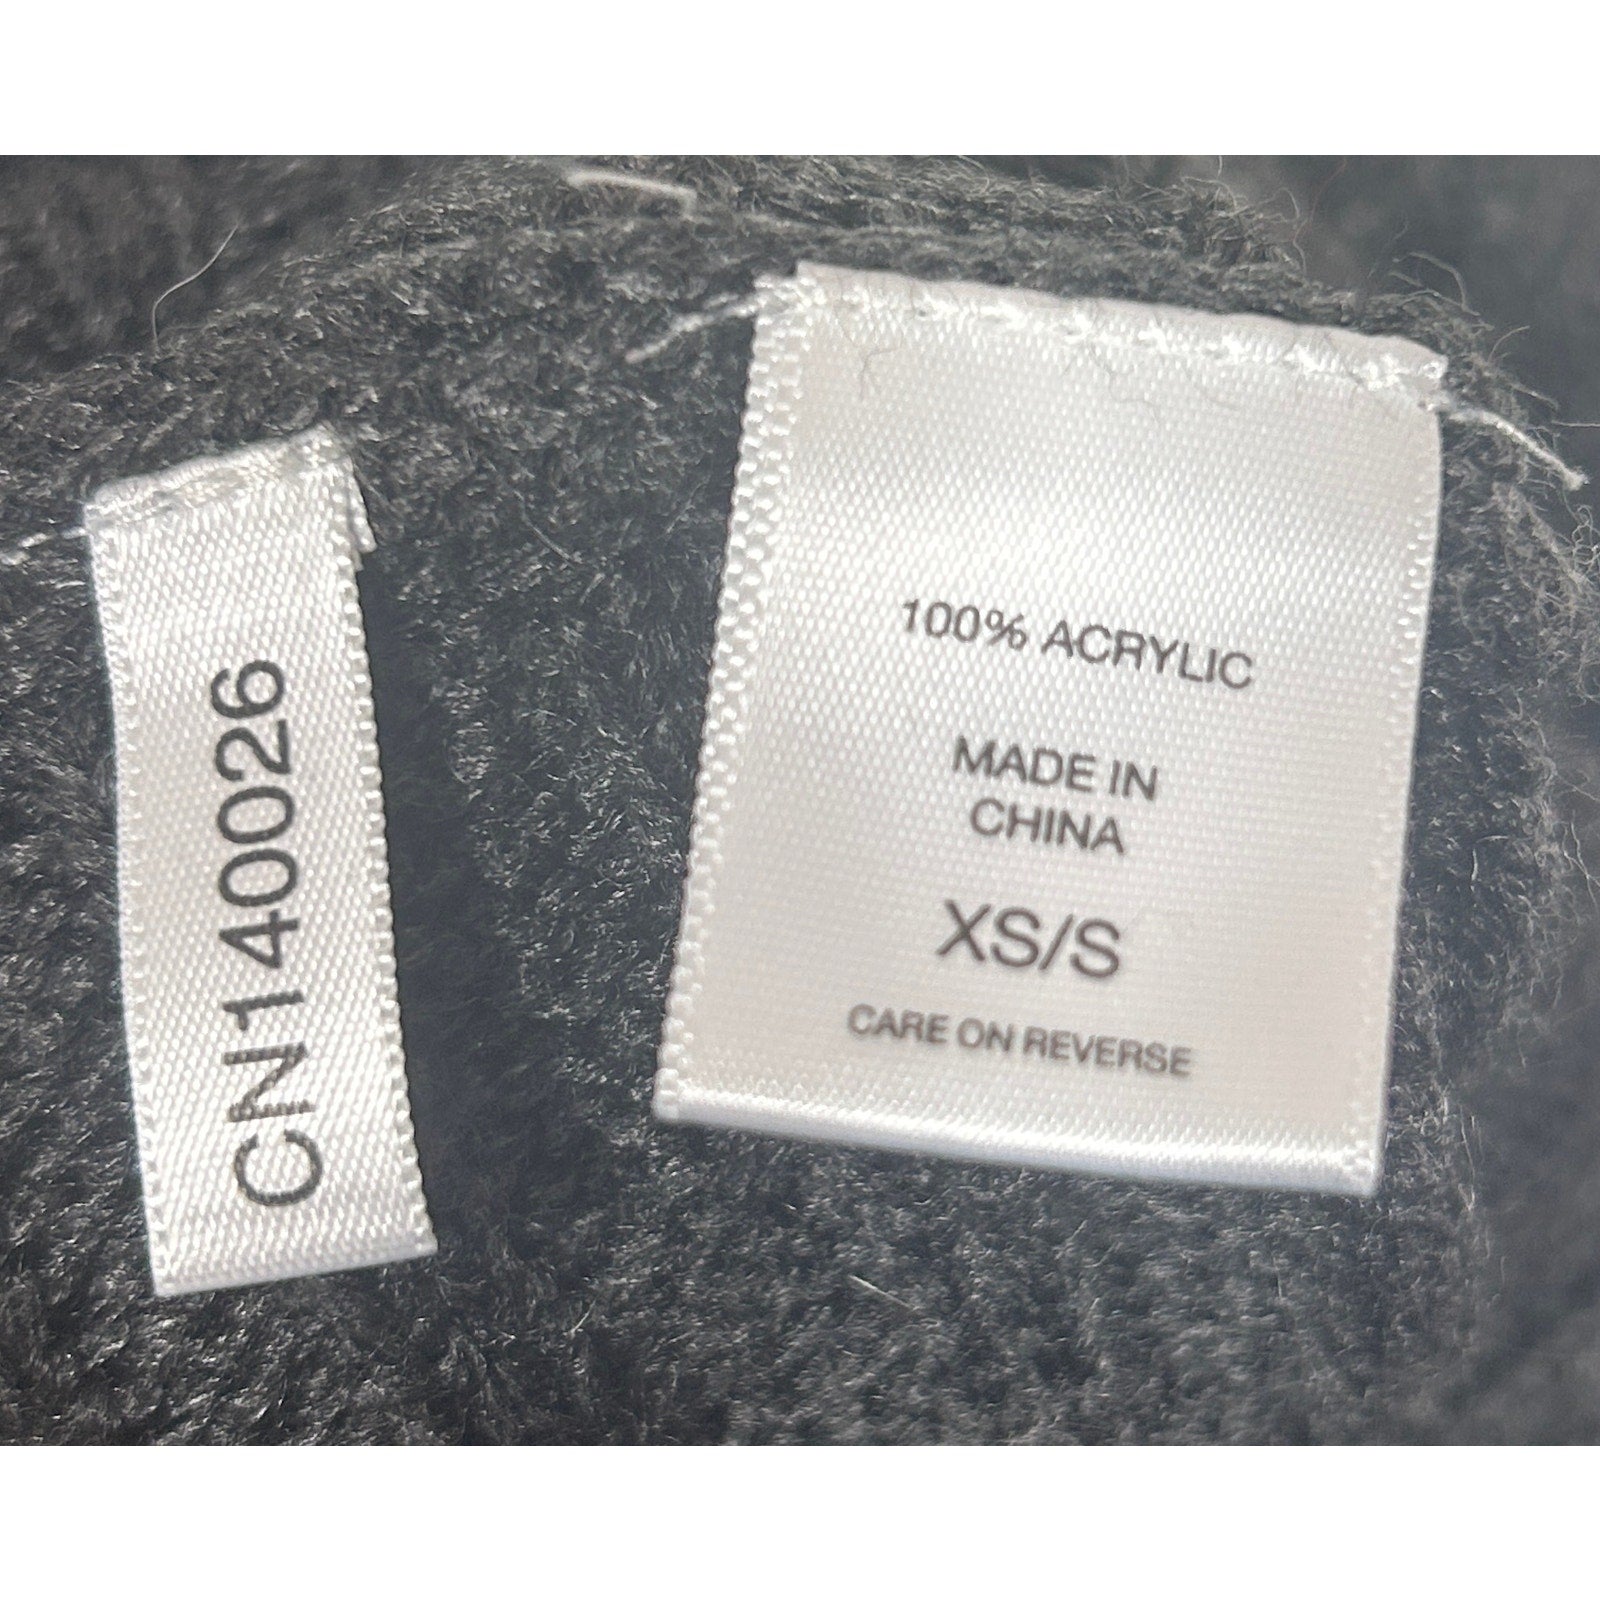 CN140026
100% ACRYLIC
MADE IN
CHINA
XS/S
CARE ON REVERSE